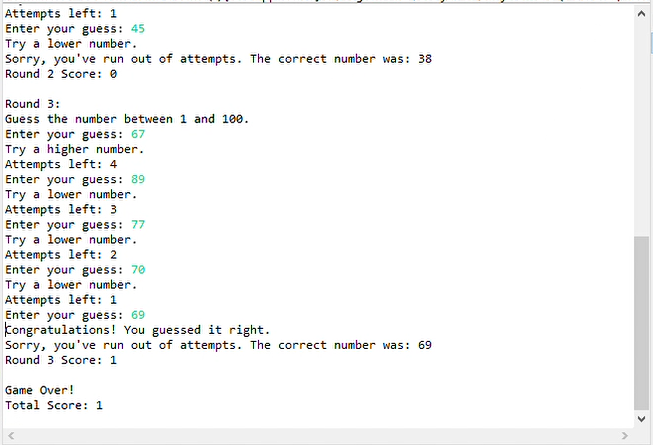 Attempts left: 1
Enter your guess: 45
Try a lower number.
Sorry, you've run out of attempts. The correct number was: 38
Round 2 Score: 0
Round 3:
Guess the number between 1 and 100.
Enter your guess: 67
Try a higher number.
Attempts left: 4
Enter your guess: 89
Try a lower number.
Attempts left: 3
Enter your guess: 77
Try a lower number.
Attempts left: 2
Enter your guess: 70
Try a lower number.
Attempts left: 1
Enter your guess: 69
Congratulations! You guessed it right.
Sorry, you've run out of attempts. The correct number was: 69
Round 3 Score: 1
Game Over!
Total Score: 1